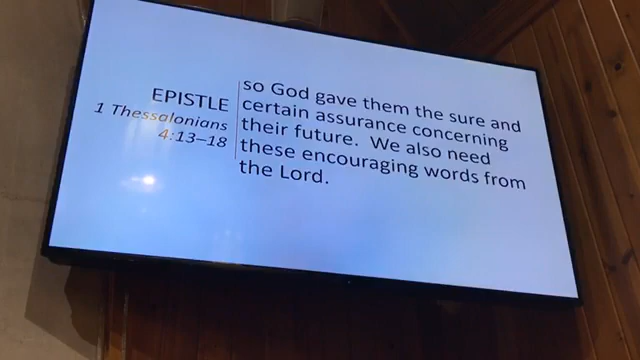 EPISTLE
1 Thessalonians
4:13–18
so God gave them the sure and
certain assurance concerning
their future. We also need
these encouraging words from
the Lord.